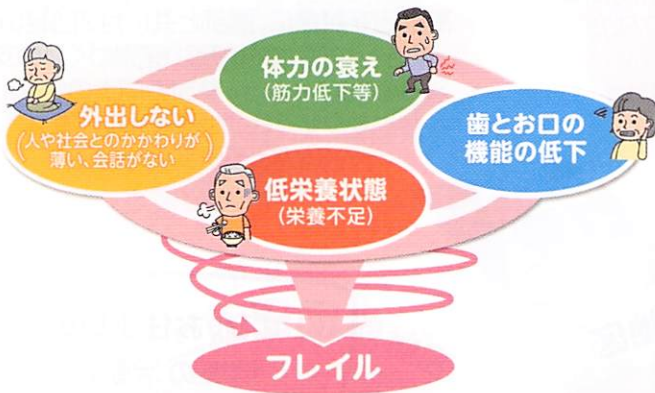 体力の衰え
(筋力低下等)
外出しない
(人や社会とのかかわりが
薄い、会話がない)
歯とお口の
機能の低下
低栄養状態
(栄養不足)
フレイル